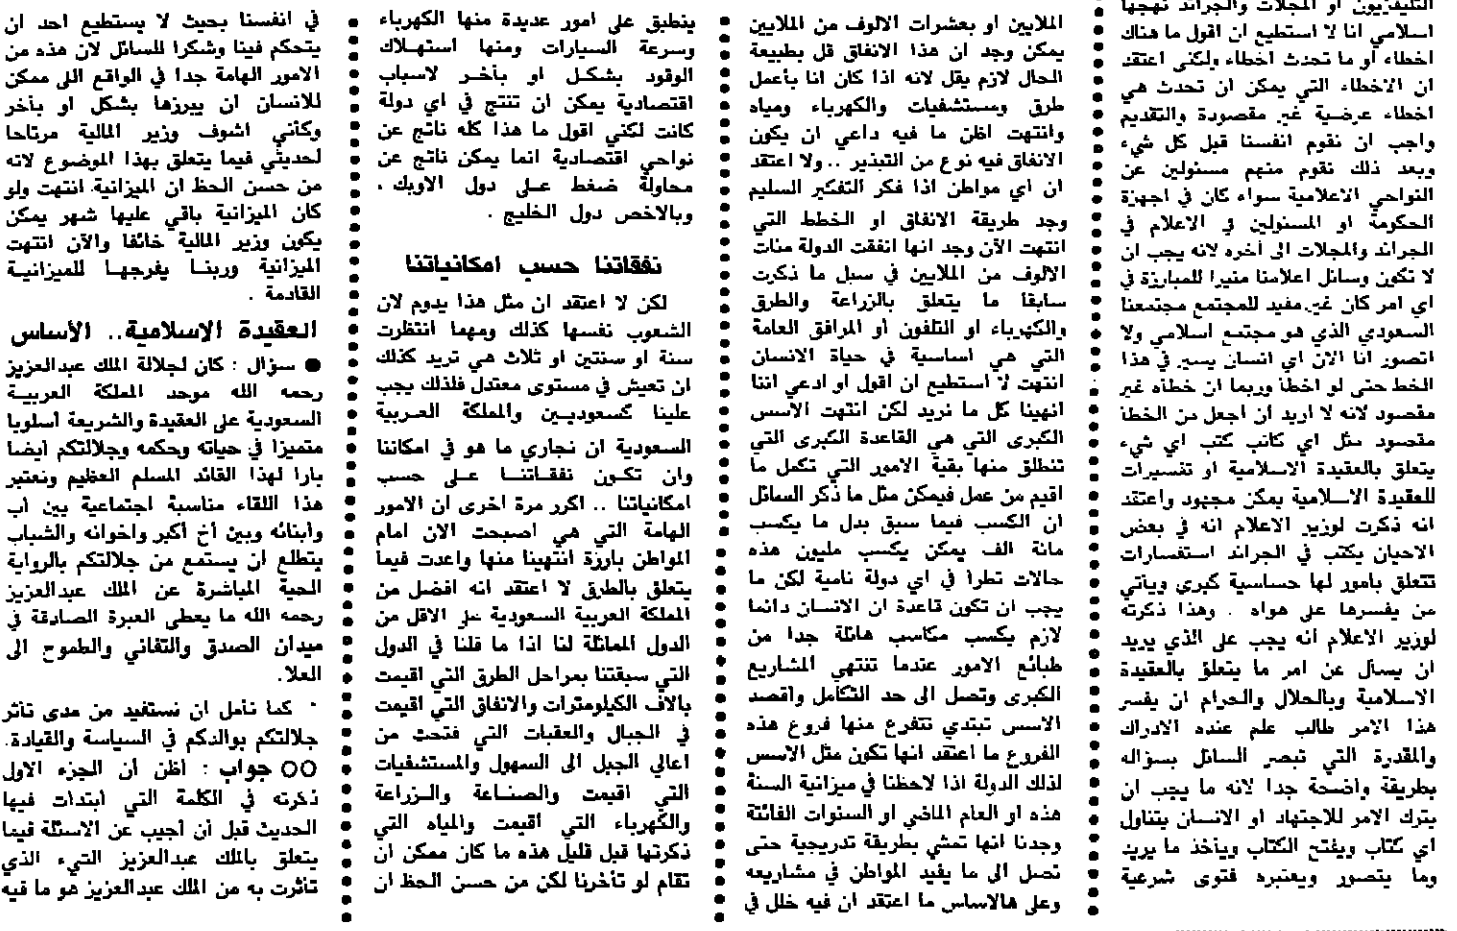 التليفزيون او المجلات والجرائد نهجها
اسلامي انا لا استطيع ان اقول ما هناك
اخطاء او ما تحدث اخطاء ولكنى اعتقد
ان الاخطاء التي يمكن ان تحدث هي
اخطاء عرضية غير مقصودة والتقديم
واجب ان نقوم انفسنا قبل كل شيء
وبعد ذلك نقوم منهم مسئولين عن
النواحي الاعلامية سواء كان في اجهزة
الحكومة او المسئولين في الاعلام في
الجرائد والمجلات الى أخره لانه يجب ان
لا تكون وسائل اعلامنا منبرا للمبارزة في
اي امر كان غير مفيد للمجتمع مجتمعنا
السعودي الذي هو مجتمع اسلامي ولا
اتصور انا الان اي انسان يسير في هذا
الخط حتى لو اخطأ وربما ان خطأه غير
مقصود لانه لا اريد أن أجعل من الخطا
مقصود مثل اي كاتب كتب اي شيء
يتعلق بالعقيدة الاسلامية او تفسيرات
للعقيدة الاسلامية يمكن مجهود واعتقد
انه ذكرت لوزير الاعلام انه في بعض
الاحيان يكتب في الجرائد استفسارات
تتعلق بامور لها حساسية كبرى ويأتي
من يفسرها على هواه . وهذا ذكرته
لوزير الاعلام انه يجب على الذي يريد
ان يسأل عن امر ما يتعلق بالعقيدة
الاسلامية وبالحلال والحرام ان يفسر
هذا الامر طالب علم عنده الادراك
والمقدرة التي تبصر السائل بسؤاله
بطريقة واضحة جدا لانه ما يجب ان
يترك الامر للاجتهاد او الانسان يتناول
اي كتاب ويفتح الكتاب ويأخذ ما يريد
وما يتصور ويعتبره فتوى شرعية
الملايين او بعشرات الالوف من الملايين
يمكن وجد ان هذا الانفاق قل بطبيعة
الحال لازم يقل لانه اذا كان انا بأعمل
طرق ومستشفيات والكهرباء ومياه
وانتهت اظن ما فيه داعي ان يكون
الانفاق فيه نوع من التبذير .. ولا اعتقد
ان اي مواطن اذا فكر التفكير السليم
وجد طريقة الانفاق او الخطط التي
انتهت الآن وجد انها انفقت الدولة مئات
الالوف من الملايين في سبل ما ذكرت
سابقا ما يتعلق بالزراعة والطرق
والكهرباء او التلفون أو المرافق العامة
التي هي اساسية في حياة الانسان
انتهت لا استطيع ان اقول او ادعي اننا
انهينا كل ما نريد لكن انتهت الاسس
الكبرى التي هي القاعدة الكبرى التي
تنطلق منها بقية الامور التي تكمل ما
اقيم من عمل فيمكن مثل ما ذكر السائل
ان الكسب فيما سبق بدل ما يكسب
مائة الف يمكن يكسب مليون هذه
حالات تطرأ في اي دولة نامية لكن ما
يجب ان تكون قاعدة ان الانسان دائما
لازم يكسب مكاسب هائلة جدا من
طبائع الامور عندما تنتهي المشاريع
الكبرى وتصل الى حد التكامل واقصد
الاسس تبتدي تتفرع منها فروع هذه
الفروع ما اعتقد انها تكون مثل الاسس
لذلك الدولة اذا لاحظنا في ميزانية السنة
هذه او العام الماضي او السنوات الفائتة
وجدنا انها تمشي بطريقة تدريجية حتى
تصل الى ما يفيد المواطن في مشاريعه
وعلى هالاساس ما اعتقد ان فيه خلل في
ينطبق على امور عديدة منها الكهرباء
وسرعة السيارات ومنها استهلاك
الوقود بشكل او بأخر لاسباب
اقتصادية يمكن ان تنتج في اي دولة
كانت لكني اقول ما هذا كله ناتج عن
نواحي اقتصادية انما يمكن ناتج عن
محاولة ضغط على دول الاوبك .
وبالاخص دول الخليج .
نفقاتنا حسب امكانياتنا
لكن لا اعتقد ان مثل هذا يدوم لان
الشعوب نفسها كذلك ومهما انتظرت
سنة او سنتين او ثلاث هي تريد كذلك
ان تعيش في مستوى معتدل فلذلك يجب
علينا كسعوديين والمملكة العربية
السعودية ان نجاري ما هو في امكاننا
وان تكون نفقاتنا على حسب
امكانياتنا .. اكرر مرة اخرى ان الامور
الهامة التي هي اصبحت الان امام
المواطن بارزة انتهينا منها واعدت فيما
يتعلق بالطرق لا اعتقد انه افضل من
المملكة العربية السعودية على الاقل من
الدول المماثلة لنا اذا ما قلنا في الدول
التي سبقتنا بمراحل الطرق التي اقيمت
بالاف الكيلومترات والانفاق التي اقيمت
في الجبال والعقبات التي فتحت من
اعالي الجبل الى السهول والمستشفيات
التي اقيمت والصناعة والزراعة
والكهرباء التي أقيمت والمياه التي
ذكرتها قبل قليل هذه ما كان ممكن ان
تقام لو تأخرنا لكن من حسن الحظ ان
في انفسنا بحيث لا يستطيع احد ان
يتحكم فينا وشكرا للسائل لان هذه من
الامور الهامة جدا في الواقع اللي ممكن
للانسان ان يبرزها بشكل او بأخر
وكأني اشوف وزير المالية مرتاحا
لحديثي فيما يتعلق بهذا الموضوع لانه
من حسن الحظ ان الميزانية انتهت ولو
كان الميزانية باقي عليها شهر يمكن
يكون وزير المالية خائفا والآن انتهت
الميزانية وربنا يفرجها للميزانية
القادمة .
العقيدة الإسلامية.. الأساس
● سؤال : كان لجلالة الملك عبدالعزيز
رحمه الله موحد المملكة العربية
السعودية على العقيدة والشريعة أسلوبا
متميزا في حياته وحكمه وجلالتكم ايضا
بارا لهذا القائد المسلم العظيم ونعتبر
هذا اللقاء مناسبة اجتماعية بين أب
وأبنائه وبين أخ أكبر واخوانه والشباب
يتطلع ان يستمع من جلالتكم بالرواية
الحية المباشرة عن الملك عبدالعزيز
رحمه الله ما يعطي العبرة الصادقة في
ميدان الصدق والتفاني والطموح الى
العلا.
كما نأمل ان نستفيد من مدى تأثر
جلالتكم بوالدكم في السياسة والقيادة.
○○ جواب : أظن أن الجزء الاول
ذكرته في الكلمة التي ابتدأت فيها
الحديث قبل أن أجيب عن الاسئلة فيما
يتعلق بالملك عبدالعزيز الشيء الذي
تأثرت به من الملك عبدالعزيز هو ما فيه